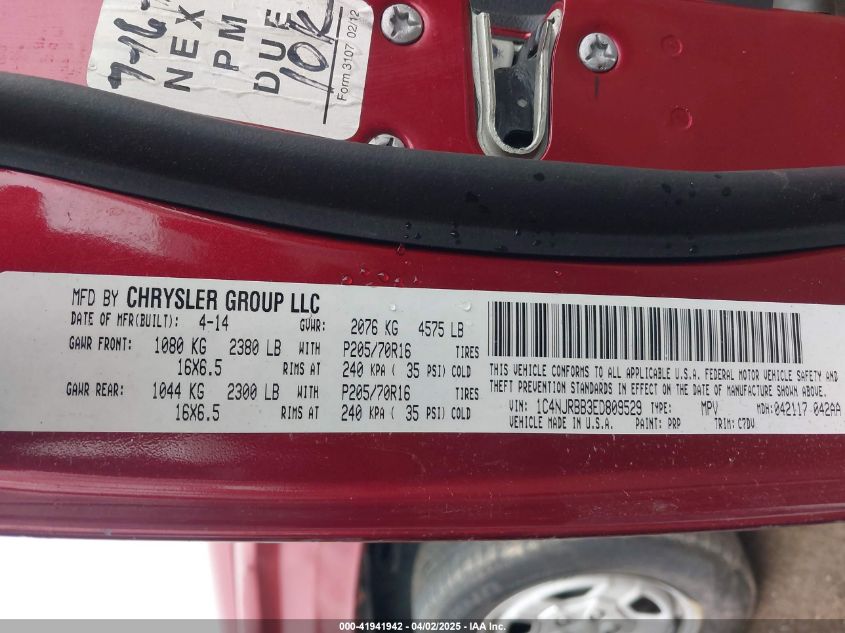 NEX
PM
DUE
10K
Form 3107 02/12
MFD BY CHRYSLER GROUP LLC
DATE OF MFR(BUILT): 4-14 GVWR: 2076 KG 4575 LB
GAWR FRONT: 1080 KG 2380 LB WITH P205/70R16 TIRES
16X6.5 RIMS AT 240 KPA ( 35 PSI) COLD
GAWR REAR: 1044 KG 2300 LB WITH P205/70R16 TIRES
16X6.5 RIMS AT 240 KPA ( 35 PSI) COLD
THIS VEHICLE CONFORMS TO ALL APPLICABLE U.S.A. FEDERAL MOTOR VEHICLE SAFETY AND
THEFT PREVENTION STANDARDS IN EFFECT ON THE DATE OF MANUFACTURE SHOWN ABOVE.
VIN: 1C4NJRBB3ED809529 TYPE: MPV MDH: 042117 042AA
VEHICLE MADE IN U.S.A. PAINT: PRP TRIM: C7DV
000-41941942 | 04/02/2025 - IAA Inc.